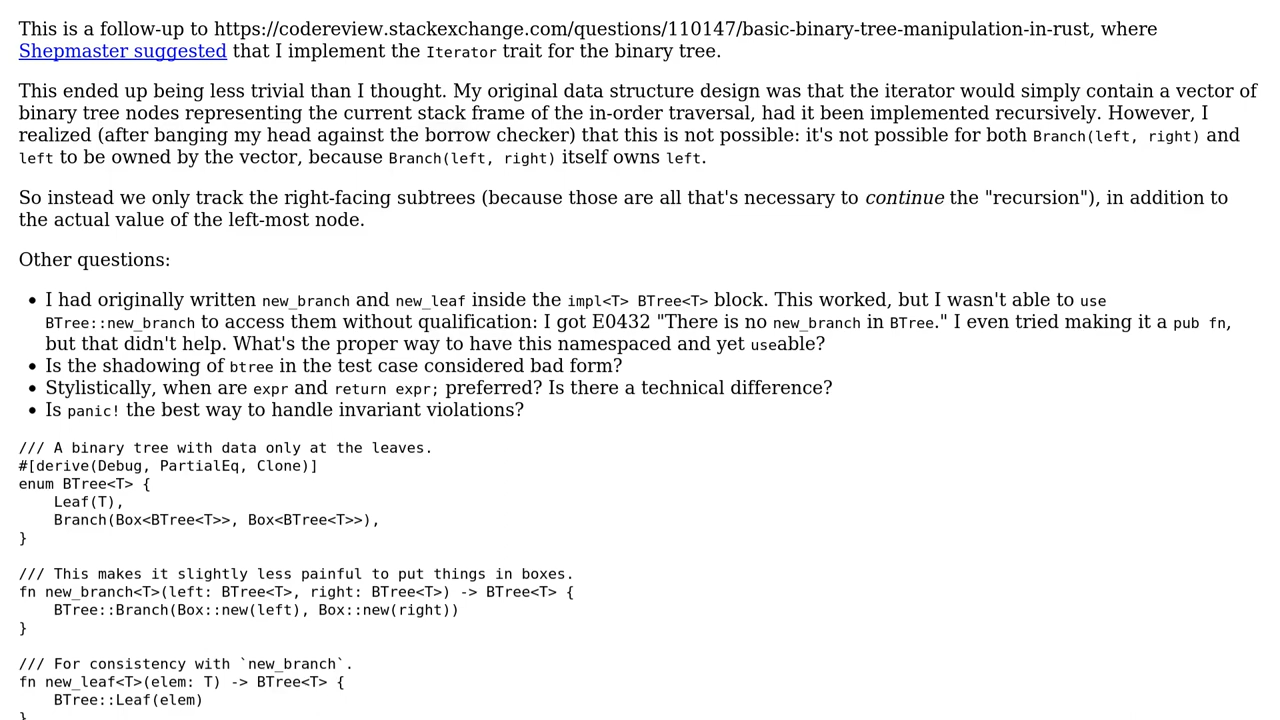 This is a follow-up to https://codereview.stackexchange.com/questions/110147/basic-binary-tree-manipulation-in-rust, where
Shepmaster suggested that I implement the Iterator trait for the binary tree.
This ended up being less trivial than I thought. My original data structure design was that the iterator would simply contain a vector of
binary tree nodes representing the current stack frame of the in-order traversal, had it been implemented recursively. However, I
realized (after banging my head against the borrow checker) that this is not possible: it's not possible for both Branch(left, right) and
left to be owned by the vector, because Branch(left, right) itself owns left.
So instead we only track the right-facing subtrees (because those are all that's necessary to continue the "recursion"), in addition to
the actual value of the left-most node.
Other questions:
• I had originally written new_branch and new_leaf inside the impl<T> BTree<T> block. This worked, but I wasn't able to use
BTree::new_branch to access them without qualification: I got E0432 "There is no new_branch in BTree." I even tried making it a pub fn,
but that didn't help. What's the proper way to have this namespaced and yet useable?
• Is the shadowing of btree in the test case considered bad form?
• Stylistically, when are expr and return expr; preferred? Is there a technical difference?
• Is panic! the best way to handle invariant violations?
/// A binary tree with data only at the leaves.
#[derive(Debug, PartialEq, Clone)]
enum BTree<T> {
    Leaf(T),
    Branch(Box<BTree<T>>, Box<BTree<T>>),
}
/// This makes it slightly less painful to put things in boxes.
fn new_branch<T>(left: BTree<T>, right: BTree<T>) -> BTree<T> {
    BTree::Branch(Box::new(left), Box::new(right))
}
/// For consistency with `new_branch`.
fn new_leaf<T>(elem: T) -> BTree<T> {
    BTree::Leaf(elem)
}